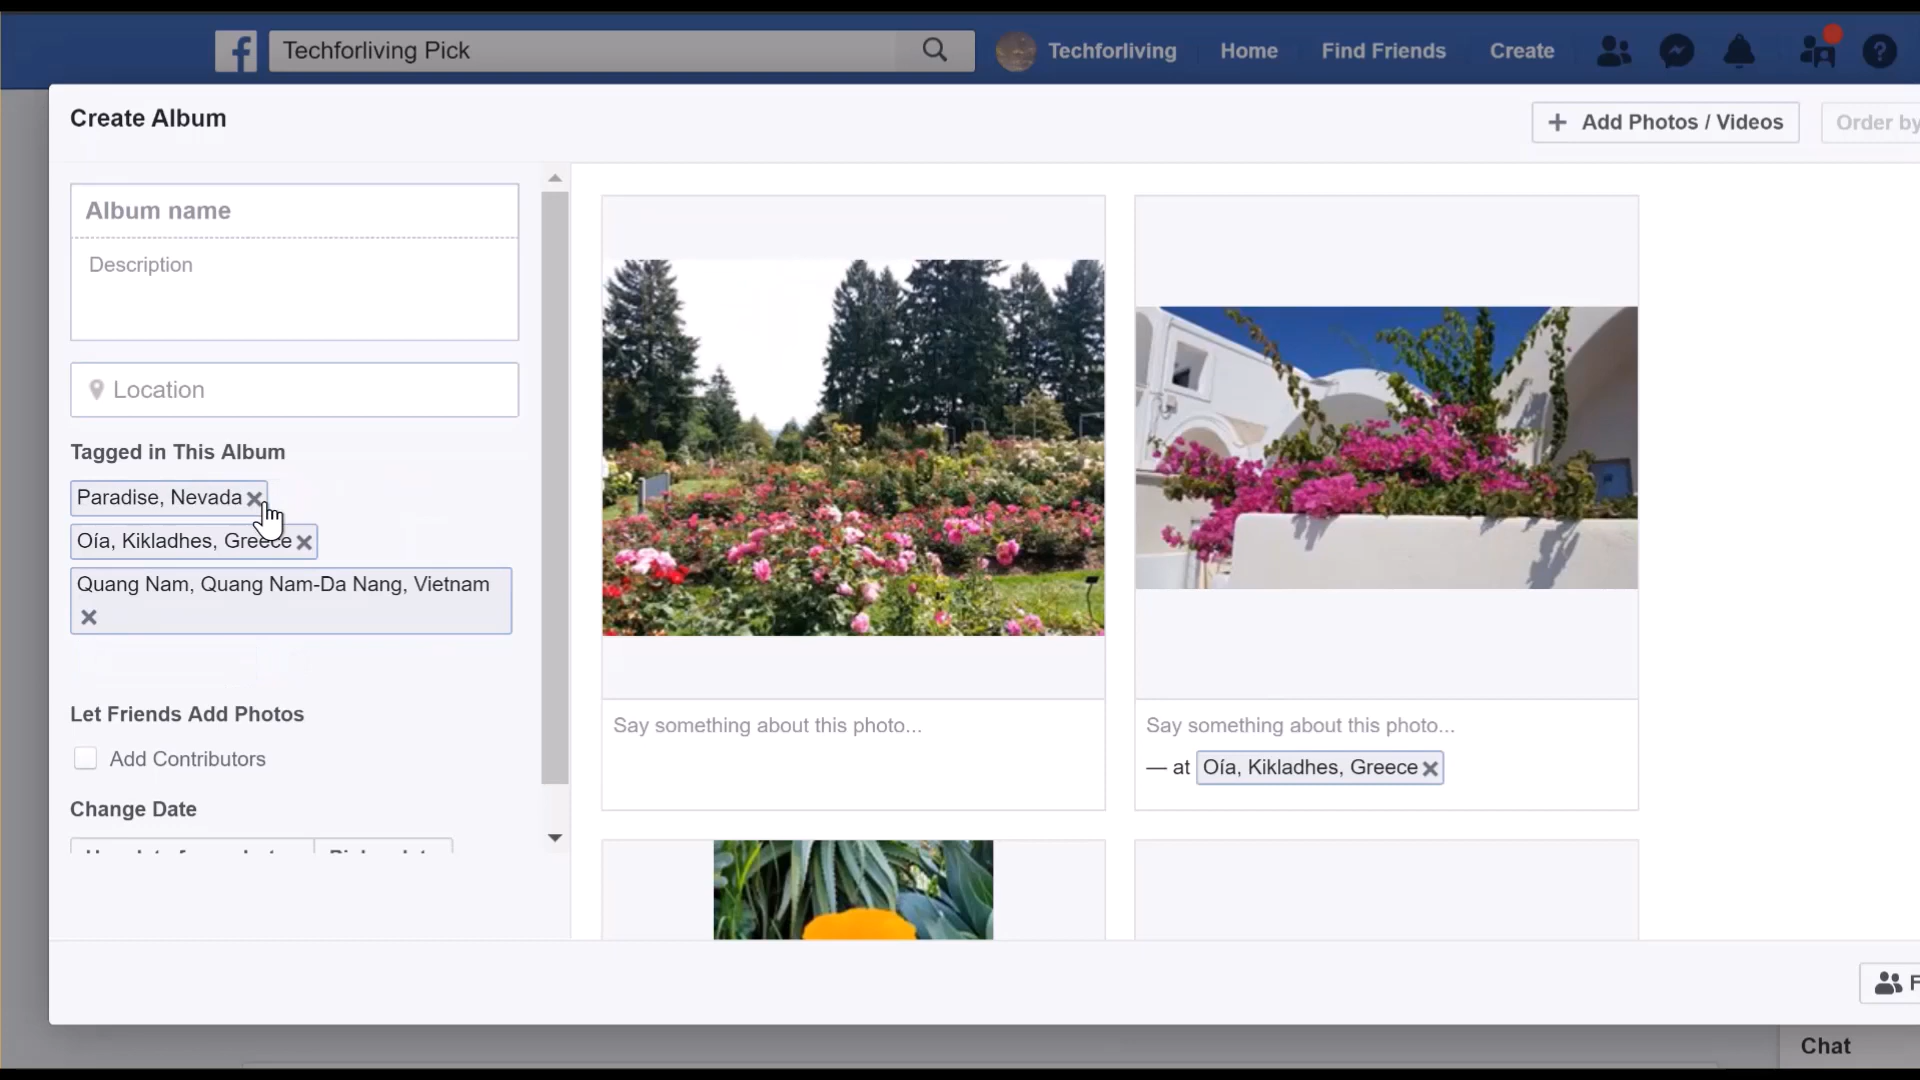 Techforliving Pick
Techforliving
Home
Find Friends
Create
Create Album
+ Add Photos / Videos
Order by
Album name
Description
Location
Tagged in This Album
Paradise, Nevada
Oía, Kikladhes, Greece
Quang Nam, Quang Nam-Da Nang, Vietnam
Let Friends Add Photos
Add Contributors
Change Date
Say something about this photo...
Say something about this photo...
— at Oía, Kikladhes, Greece
Chat